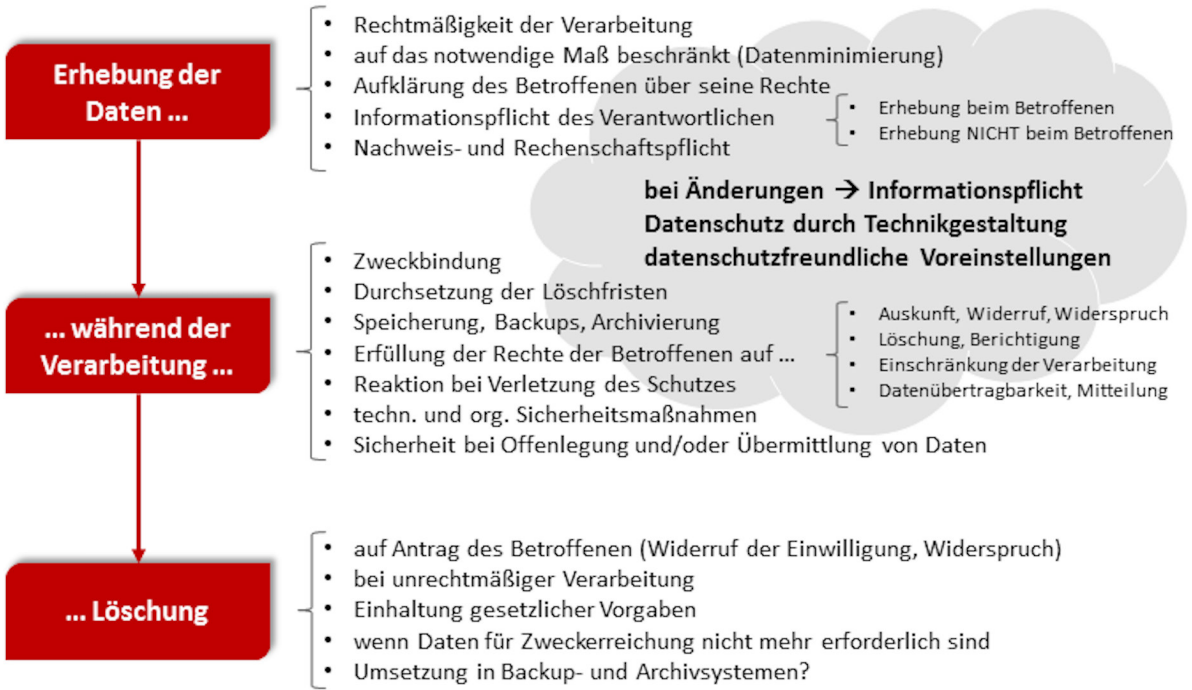 Erhebung der
Daten ...
• Rechtmäßigkeit der Verarbeitung
• auf das notwendige Maß beschränkt (Datenminimierung)
• Aufklärung des Betroffenen über seine Rechte
• Informationspflicht des Verantwortlichen
• Nachweis- und Rechenschaftspflicht
• Erhebung beim Betroffenen
• Erhebung NICHT beim Betroffenen
bei Änderungen → Informationspflicht
Datenschutz durch Technikgestaltung
datenschutzfreundliche Voreinstellungen
... während der
Verarbeitung ...
• Zweckbindung
• Durchsetzung der Löschfristen
• Speicherung, Backups, Archivierung
• Erfüllung der Rechte der Betroffenen auf ...
• Reaktion bei Verletzung des Schutzes
• techn. und org. Sicherheitsmaßnahmen
• Sicherheit bei Offenlegung und/oder Übermittlung von Daten
• Auskunft, Widerruf, Widerspruch
• Löschung, Berichtigung
• Einschränkung der Verarbeitung
• Datenübertragbarkeit, Mitteilung
... Löschung
• auf Antrag des Betroffenen (Widerruf der Einwilligung, Widerspruch)
• bei unrechtmäßiger Verarbeitung
• Einhaltung gesetzlicher Vorgaben
• wenn Daten für Zweckerreichung nicht mehr erforderlich sind
• Umsetzung in Backup- und Archivsystemen?